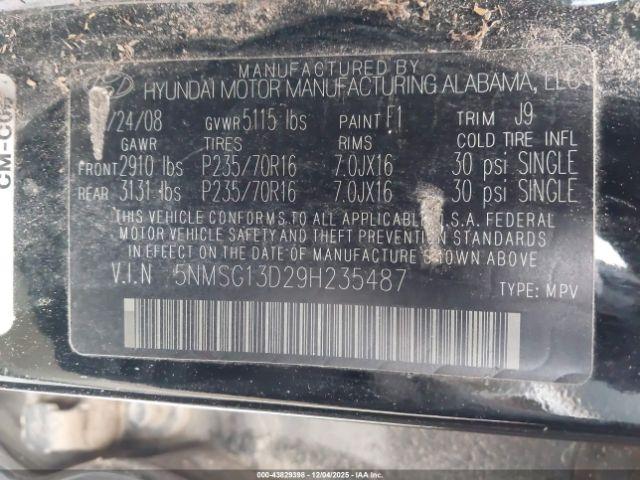 MANUFACTURED BY
HYUNDAI MOTOR MANUFACTURING ALABAMA, LLC
/24/08 GVWR 5115 lbs PAINT F1 TRIM J9
GAWR TIRES RIMS COLD TIRE INFL
FRONT 2910 lbs P235/70R16 7.0JX16 30 psi SINGLE
REAR 3131 lbs P235/70R16 7.0JX16 30 psi SINGLE
THIS VEHICLE CONFORMS TO ALL APPLICABLE U.S.A. FEDERAL
MOTOR VEHICLE SAFETY AND THEFT PREVENTION STANDARDS
IN EFFECT ON THE DATE OF MANUFACTURE SHOWN ABOVE.
V.I.N 5NMSG13D29H235487
TYPE: MPV
000-43829398 - 12/04/2025 - IAA Inc.